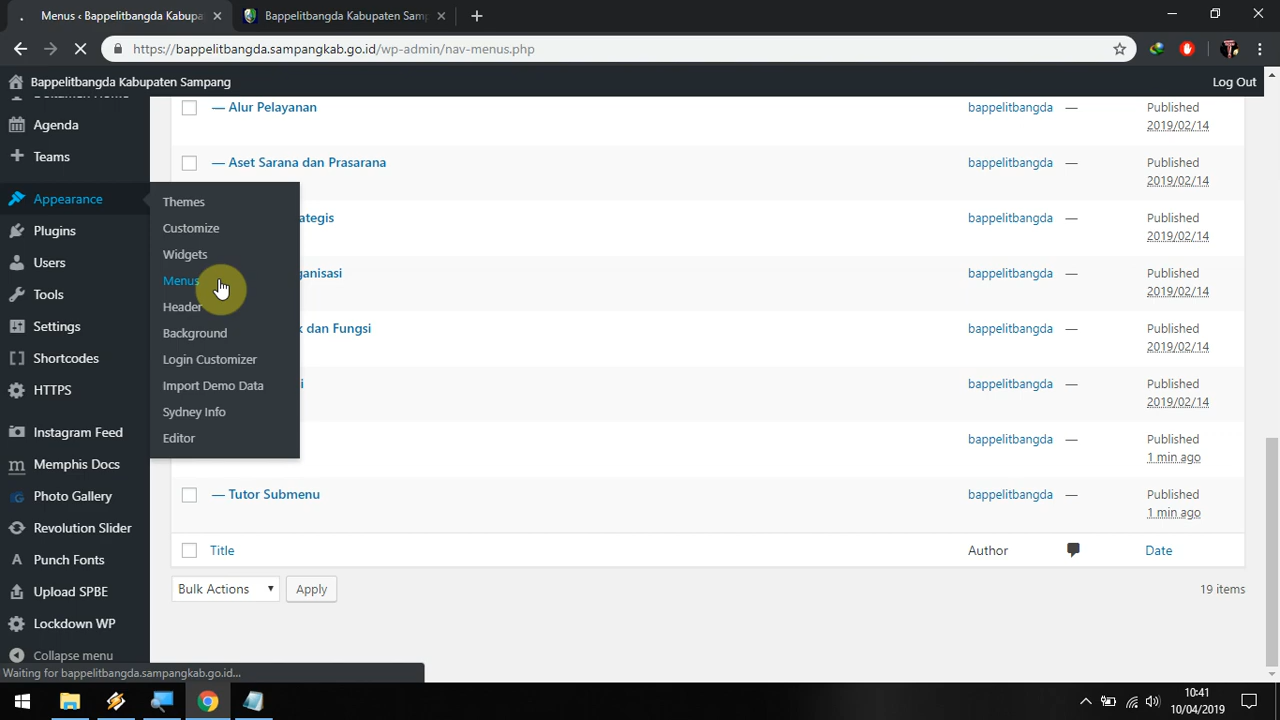 Menus ‹ Bappelitbangda Kabupa
Bappelitbangda Kabupaten Samp
https://bappelitbangda.sampangkab.go.id/wp-admin/nav-menus.php
Bappelitbangda Kabupaten Sampang
Log Out
Agenda
Teams
Appearance
Plugins
Users
Tools
Settings
Shortcodes
HTTPS
Instagram Feed
Memphis Docs
Photo Gallery
Revolution Slider
Punch Fonts
Upload SPBE
Lockdown WP
Collapse menu
Themes
Customize
Widgets
Menus
Header
Background
Login Customizer
Import Demo Data
Sydney Info
Editor
— Alur Pelayanan bappelitbangda — Published
2019/02/14
— Aset Sarana dan Prasarana bappelitbangda — Published
2019/02/14
ategis bappelitbangda — Published
2019/02/14
ganisasi bappelitbangda — Published
2019/02/14
k dan Fungsi bappelitbangda — Published
2019/02/14
i bappelitbangda — Published
2019/02/14
bappelitbangda — Published
1 min ago
— Tutor Submenu bappelitbangda — Published
1 min ago
Title Author Date
Bulk Actions Apply 19 items
Waiting for bappelitbangda.sampangkab.go.id...
10:41
10/04/2019